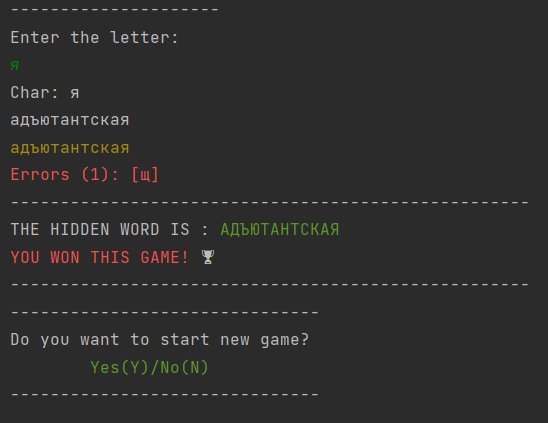 ---------------------
Enter the letter:
я
Char: я
адъютантская
адъютантская
Errors (1): [щ]
----------------------------------------------------
THE HIDDEN WORD IS : АДЪЮТАНТСКАЯ
YOU WON THIS GAME! 🏆
----------------------------------------------------
-------------------------------
Do you want to start new game?
Yes(Y)/No(N)
-------------------------------